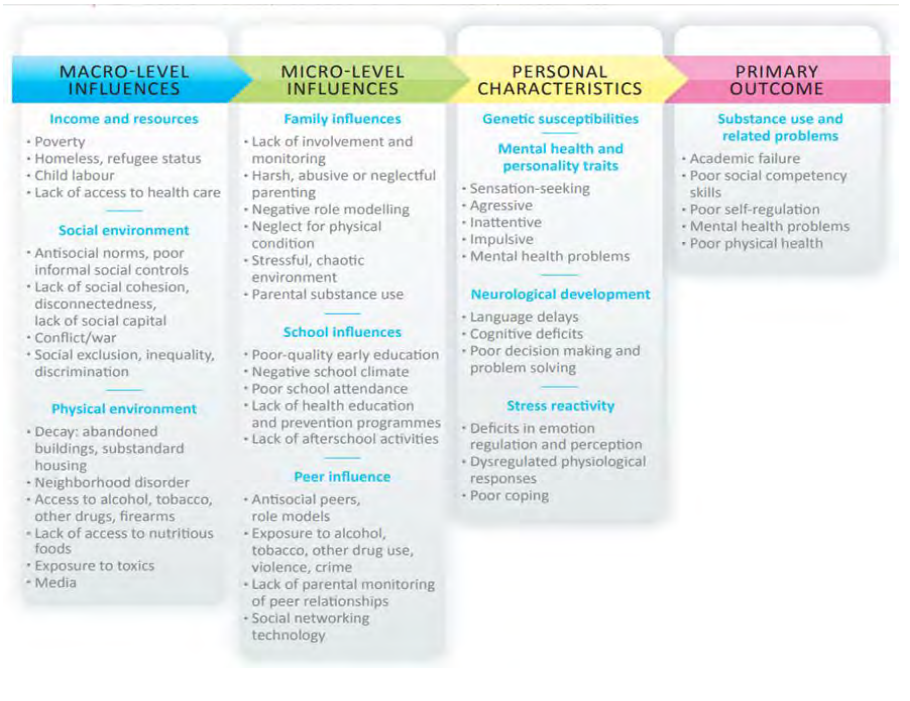 MACRO-LEVEL
INFLUENCES
Income and resources
• Poverty
• Homeless, refugee status
• Child labour
• Lack of access to health care
Social environment
• Antisocial norms, poor
informal social controls
• Lack of social cohesion,
disconnectedness,
lack of social capital
• Conflict/war
• Social exclusion, inequality,
discrimination
Physical environment
• Decay: abandoned
buildings, substandard
housing
• Neighborhood disorder
• Access to alcohol, tobacco,
other drugs, firearms
• Lack of access to nutritious
foods
• Exposure to toxics
• Media
MICRO-LEVEL
INFLUENCES
Family influences
• Lack of involvement and
monitoring
• Harsh, abusive or neglectful
parenting
• Negative role modelling
• Neglect for physical
condition
• Stressful, chaotic
environment
• Parental substance use
School influences
• Poor-quality early education
• Negative school climate
• Poor school attendance
• Lack of health education
and prevention programmes
• Lack of afterschool activities
Peer influence
• Antisocial peers,
role models
• Exposure to alcohol,
tobacco, other drug use,
violence, crime
• Lack of parental monitoring
of peer relationships
• Social networking
technology
PERSONAL
CHARACTERISTICS
Genetic susceptibilities
Mental health and
personality traits
• Sensation-seeking
• Agressive
• Inattentive
• Impulsive
• Mental health problems
Neurological development
• Language delays
• Cognitive deficits
• Poor decision making and
problem solving
Stress reactivity
• Deficits in emotion
regulation and perception
• Dysregulated physiological
responses
• Poor coping
PRIMARY
OUTCOME
Substance use and
related problems
• Academic failure
• Poor social competency
skills
• Poor self-regulation
• Mental health problems
• Poor physical health